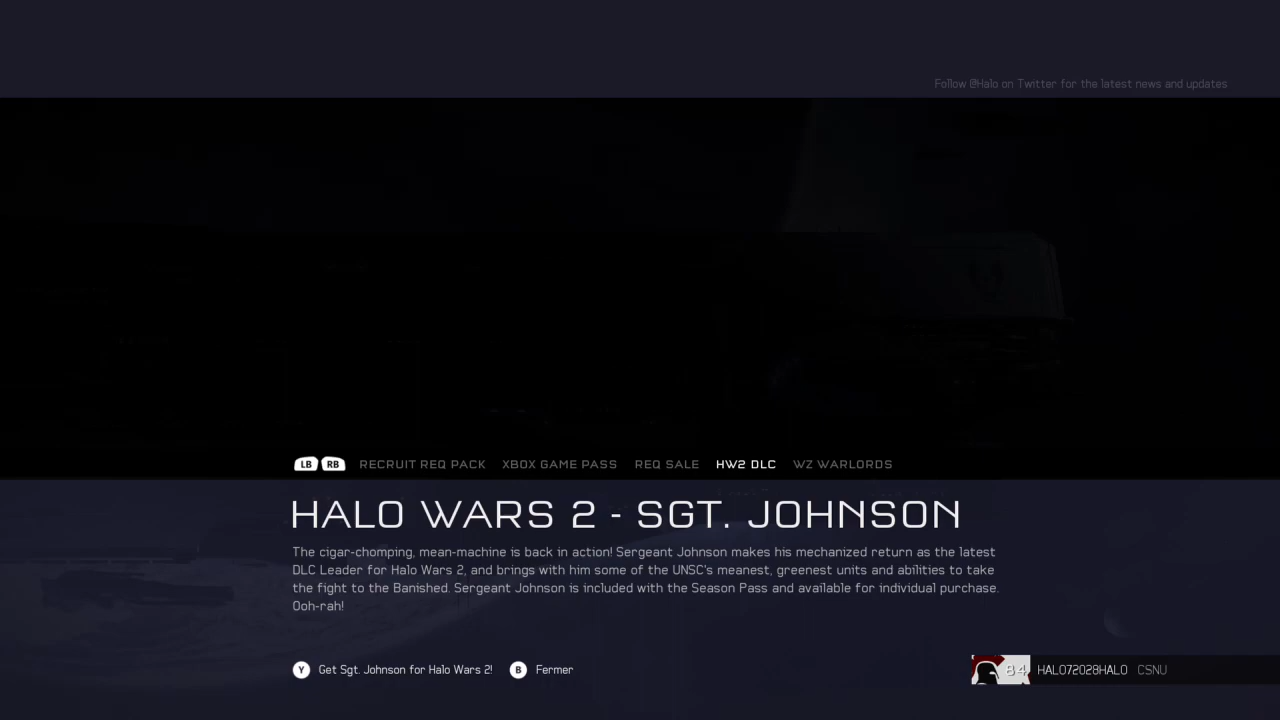 Follow @Halo on Twitter for the latest news and updates
LB RB RECRUIT REQ PACK XBOX GAME PASS REQ SALE HW2 DLC WZ WARLORDS
HALO WARS 2 - SGT. JOHNSON
The cigar-chomping, mean-machine is back in action! Sergeant Johnson makes his mechanized return as the latest
DLC Leader for Halo Wars 2, and brings with him some of the UNSC's meanest, greenest units and abilities to take
the fight to the Banished. Sergeant Johnson is included with the Season Pass and available for individual purchase.
Ooh-rah!
Y Get Sgt. Johnson for Halo Wars 2! B Fermer
84 HALO72028HALO CSNU